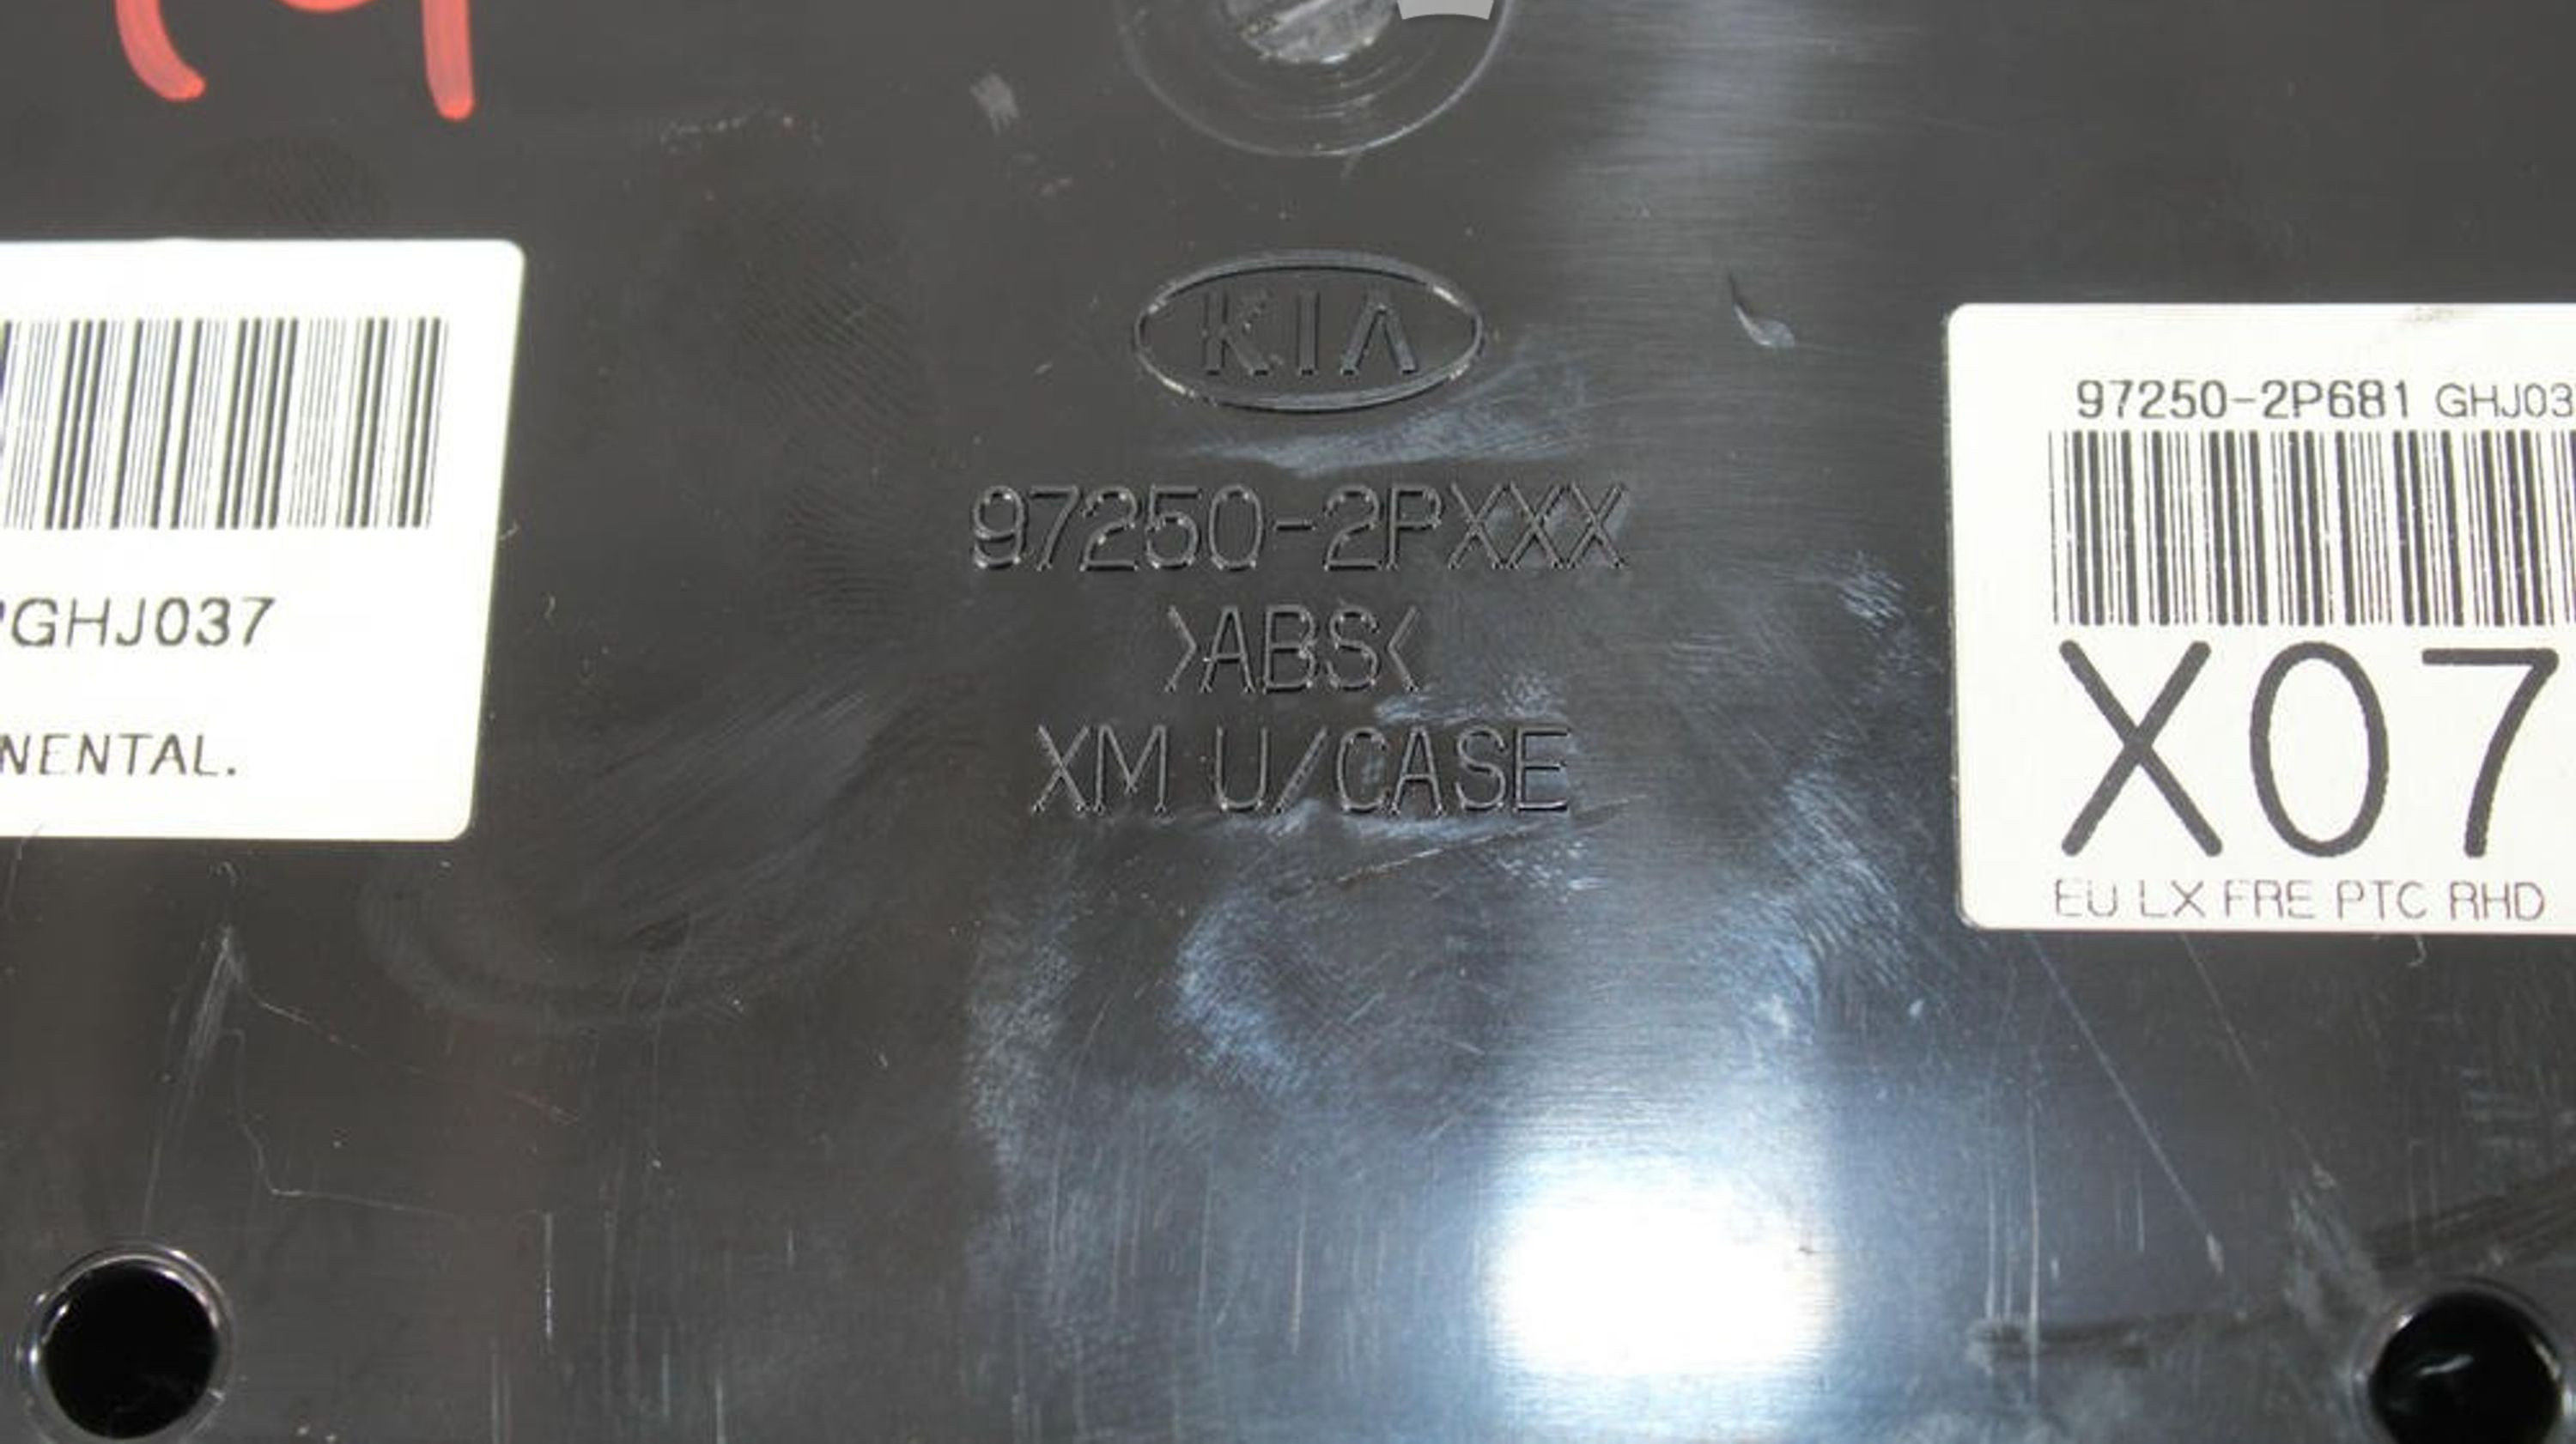 KIA
97250-2PXXX
>ABS<
XM U/CASE
GHJ037
NENTAL.
97250-2P681 GHJ03
X07
EU LX FRE PTC RHD